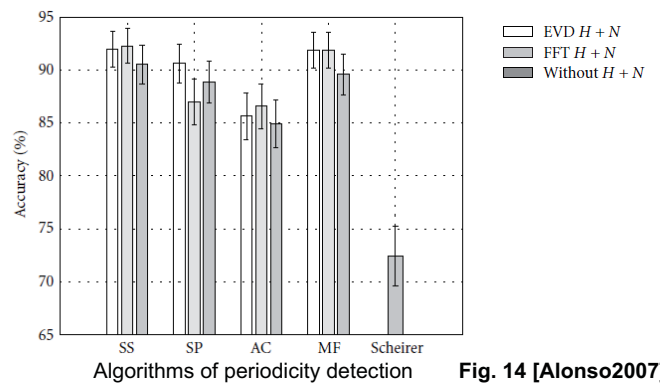 95
90
85
80
75
70
65
Accuracy (%)
EVD H + N
FFT H + N
Without H + N
SS SP AC MF Scheirer
Algorithms of periodicity detection Fig. 14 [Alonso2007